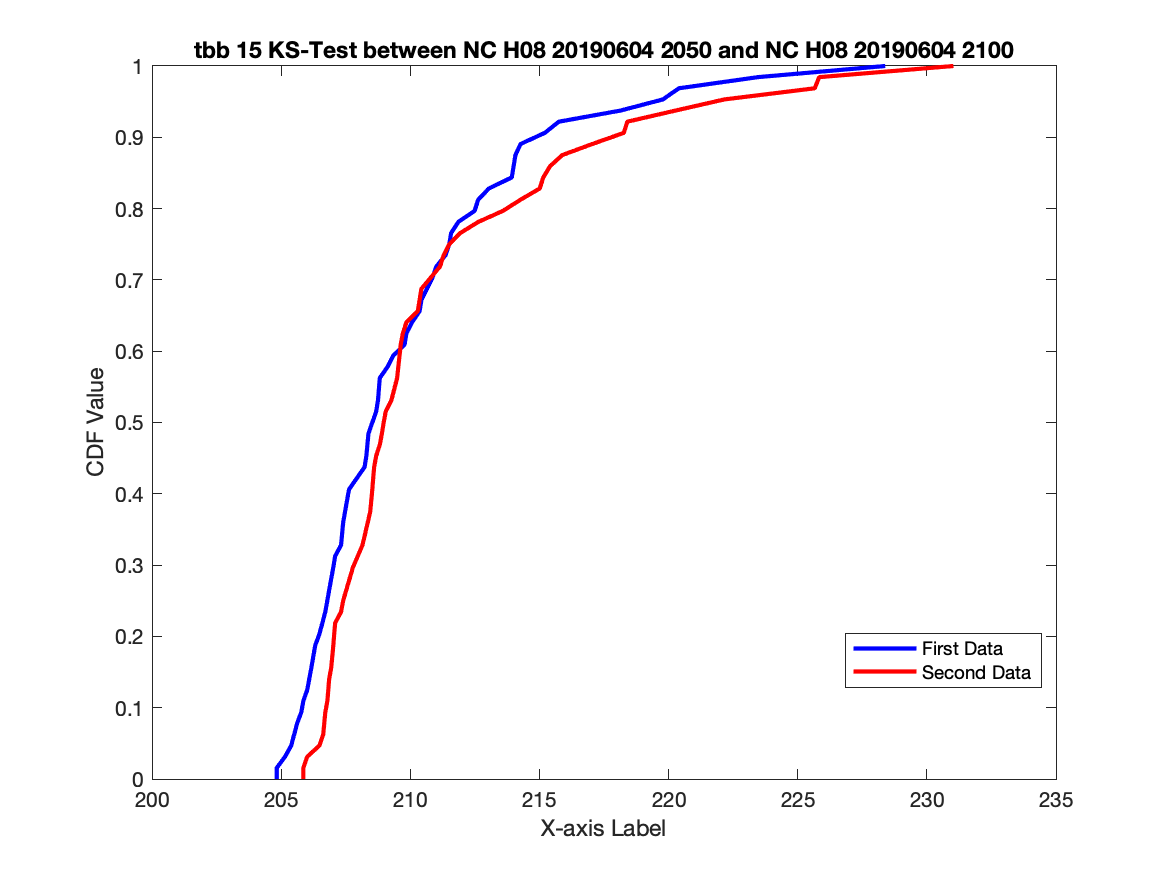 tbb 15 KS-Test between NC H08 20190604 2050 and NC H08 20190604 2100
1
0.9
0.8
0.7
0.6
0.5
0.4
0.3
0.2
0.1
0
CDF Value
First Data
Second Data
200 205 210 215 220 225 230 235
X-axis Label